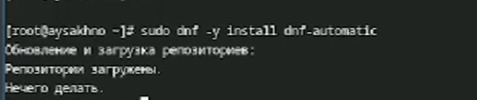 [root@aysakhno ~]# sudo dnf -y install dnf-automatic
Обновление и загрузка репозиториев:
Репозитории загружены.
Нечего делать.